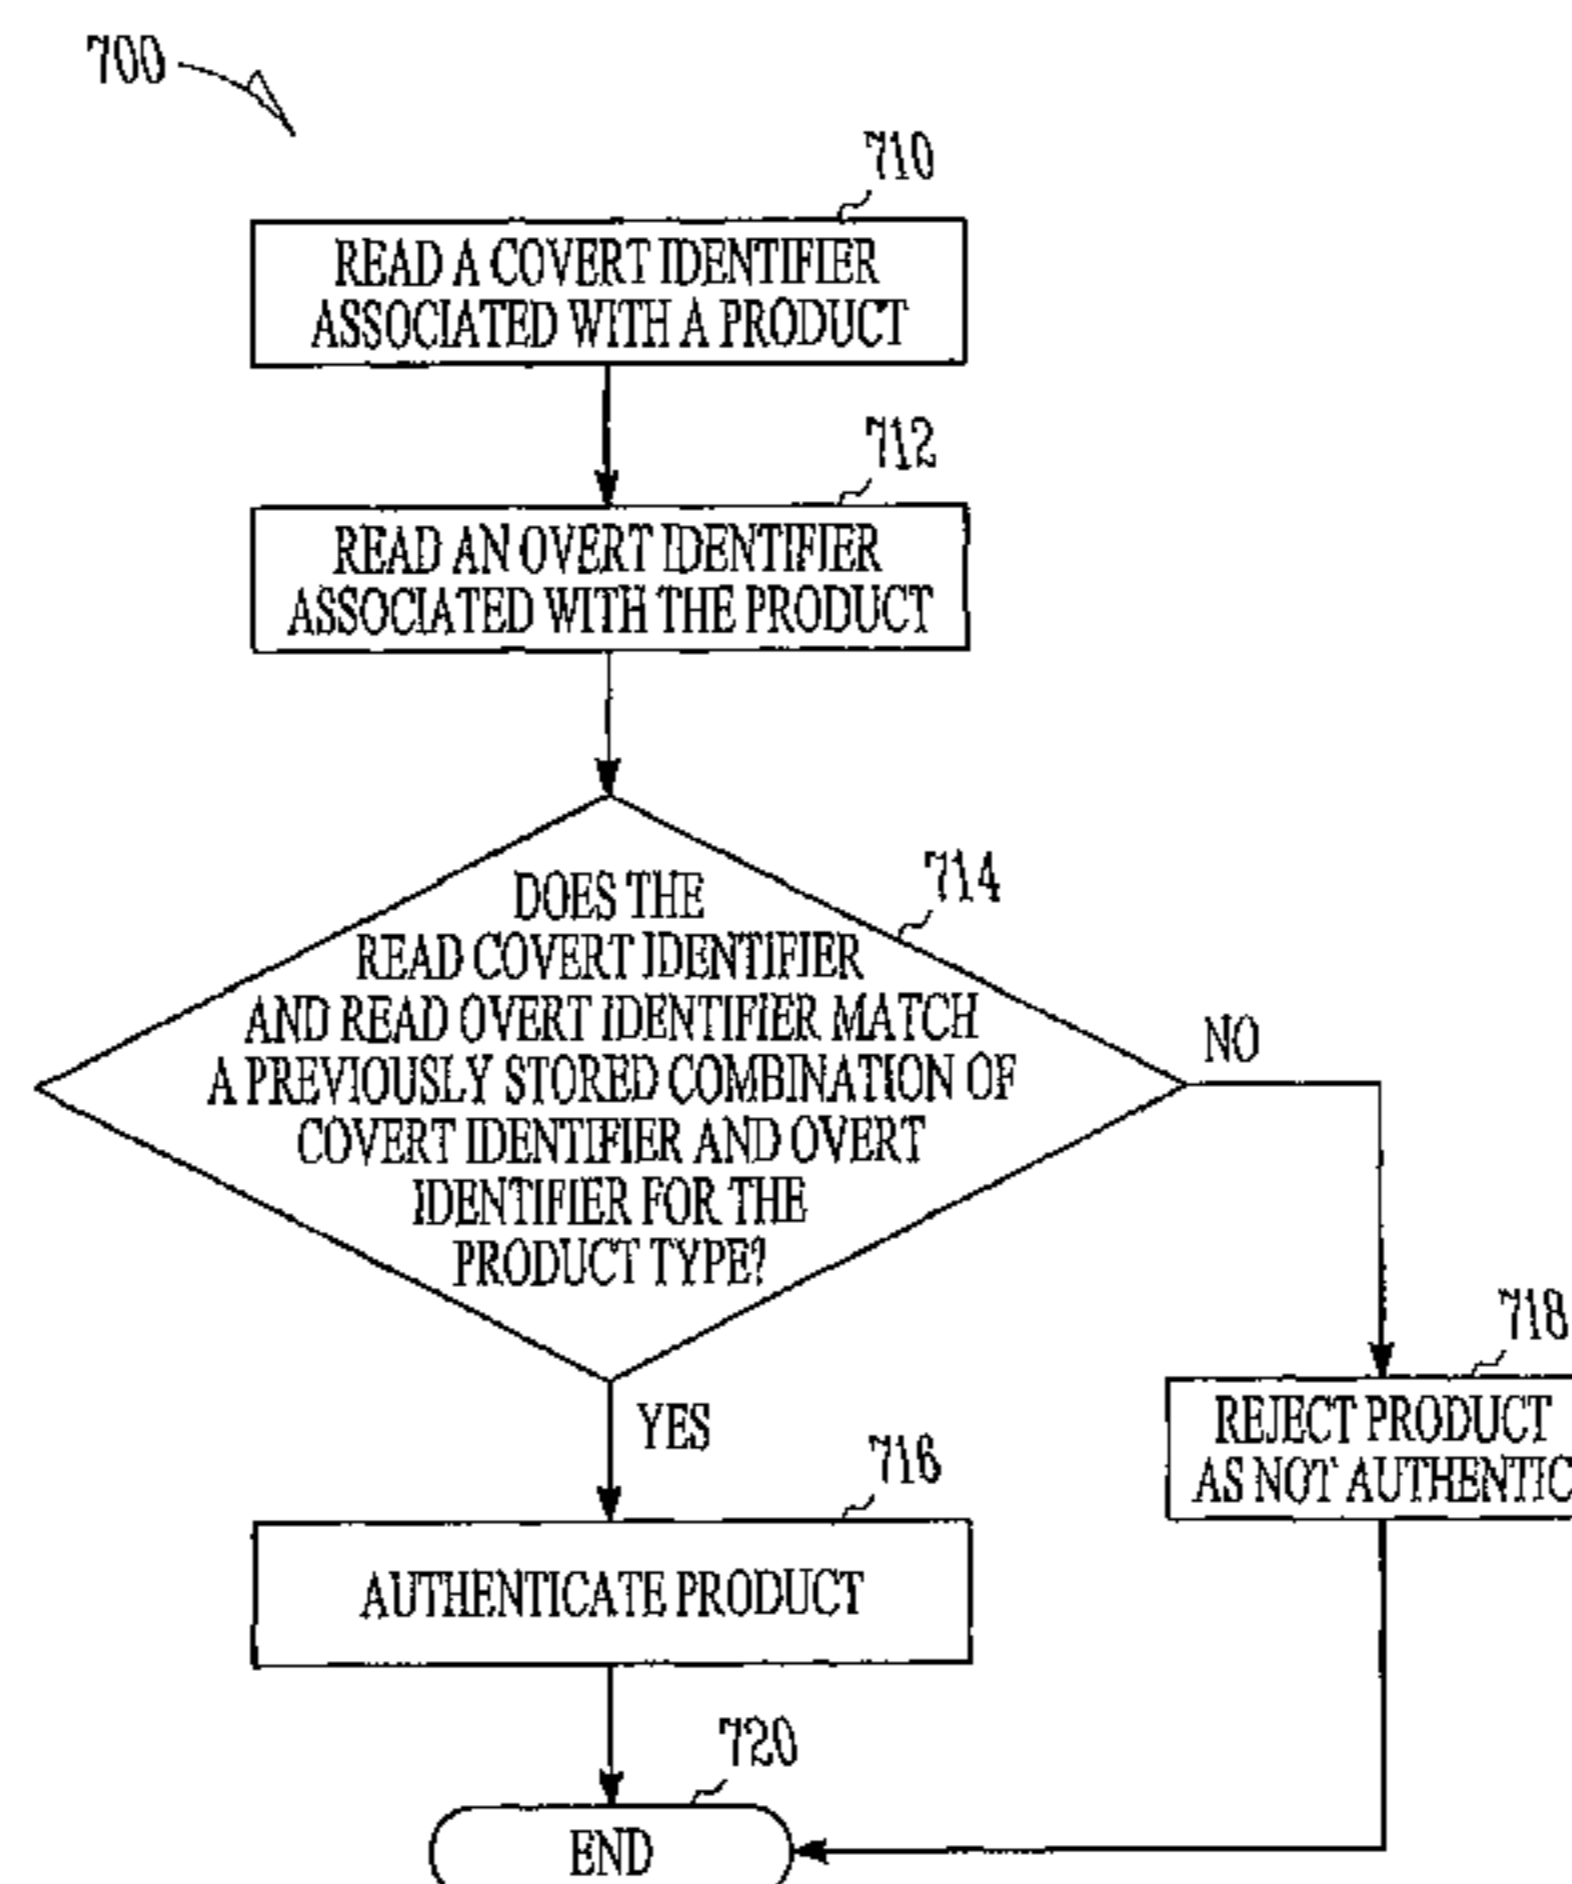 700
710
READ A COVERT IDENTIFIER
ASSOCIATED WITH A PRODUCT
712
READ AN OVERT IDENTIFIER
ASSOCIATED WITH THE PRODUCT
714
DOES THE
READ COVERT IDENTIFIER
AND READ OVERT IDENTIFIER MATCH
A PREVIOUSLY STORED COMBINATION OF
COVERT IDENTIFIER AND OVERT
IDENTIFIER FOR THE
PRODUCT TYPE?
NO
718
REJECT PRODUCT
AS NOT AUTHENTIC
YES
716
AUTHENTICATE PRODUCT
720
END